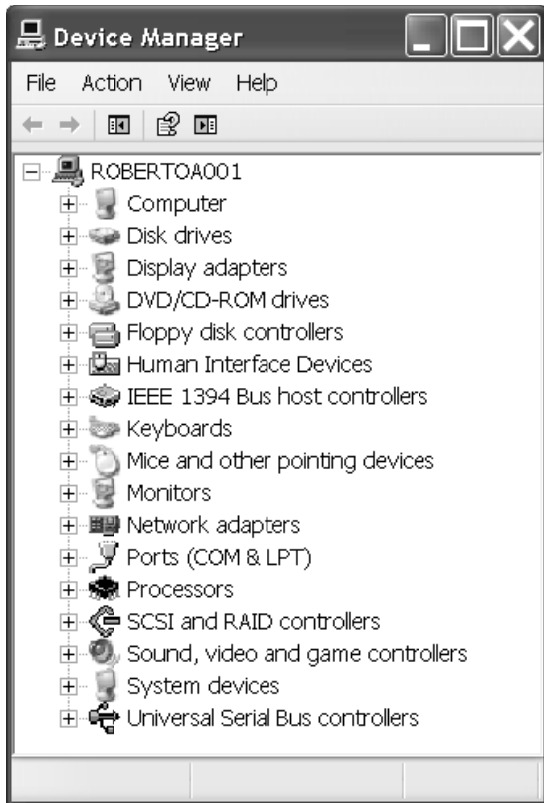 Device Manager
File Action View Help
ROBERTOA001
Computer
Disk drives
Display adapters
DVD/CD-ROM drives
Floppy disk controllers
Human Interface Devices
IEEE 1394 Bus host controllers
Keyboards
Mice and other pointing devices
Monitors
Network adapters
Ports (COM & LPT)
Processors
SCSI and RAID controllers
Sound, video and game controllers
System devices
Universal Serial Bus controllers